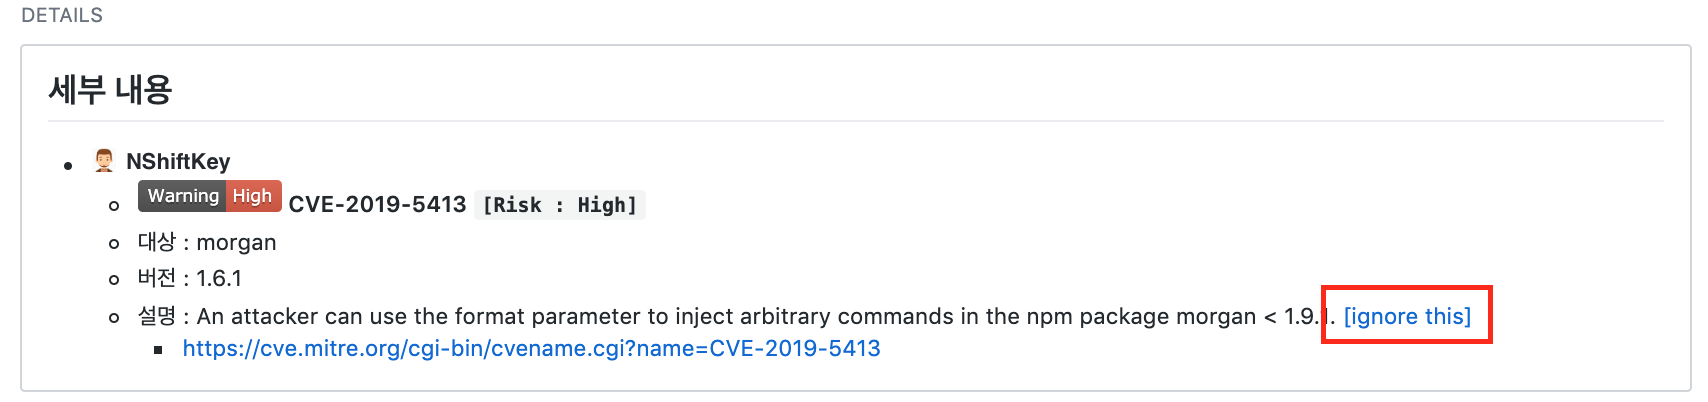 DETAILS
세부 내용
NShiftKey
Warning High CVE-2019-5413 [Risk : High]
대상 : morgan
버전 : 1.6.1
설명 : An attacker can use the format parameter to inject arbitrary commands in the npm package morgan < 1.9.1. [ignore this]
https://cve.mitre.org/cgi-bin/cvename.cgi?name=CVE-2019-5413